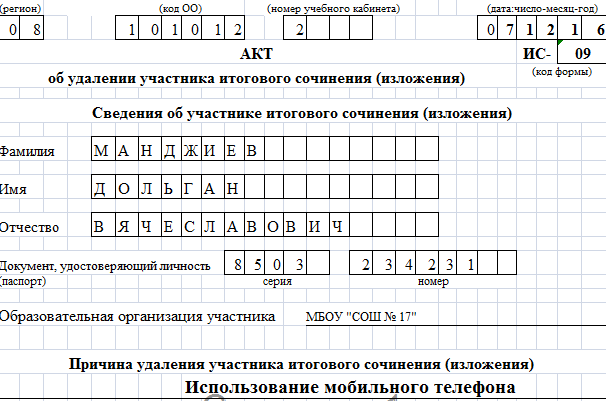 (регион) (код ОО) (номер учебного кабинета) (дата:число-месяц-год)
0 8 1 0 1 0 1 2 2 0 7 1 2 1 6
АКТ ИС- 09
об удалении участника итогового сочинения (изложения) (код формы)
Сведения об участнике итогового сочинения (изложения)
Фамилия М А Н Д Ж И Е В
Имя Д О Л Ь Г А Н
Отчество В Я Ч Е С Л А В О В И Ч
Документ, удостоверяющий личность 8 5 0 3 2 3 4 2 3 1
(паспорт) серия номер
Образовательная организация участника МБОУ "СОШ № 17"
Причина удаления участника итогового сочинения (изложения)
Использование мобильного телефона